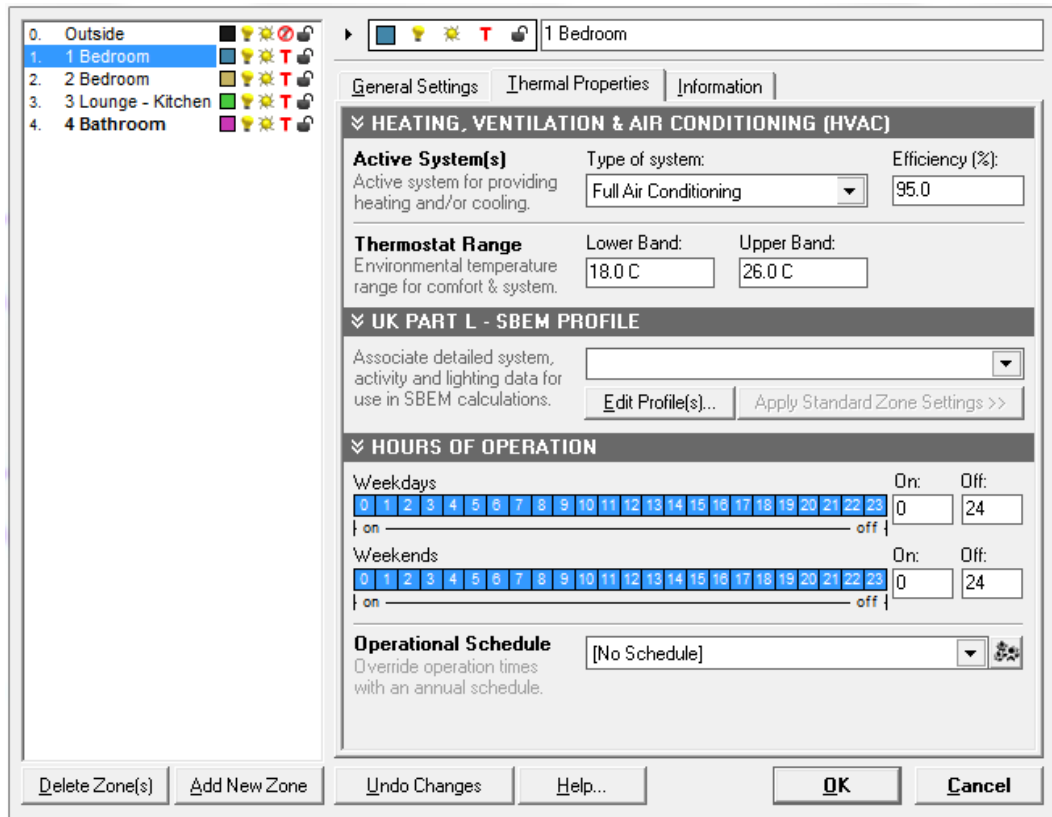 0. Outside
1. 1 Bedroom
2. 2 Bedroom
3. 3 Lounge - Kitchen
4. 4 Bathroom
Delete Zone(s) Add New Zone
1 Bedroom
General Settings Thermal Properties Information
HEATING, VENTILATION & AIR CONDITIONING (HVAC)
Active System(s) Type of system: Efficiency (%):
Active system for providing
heating and/or cooling.
Full Air Conditioning 95.0
Thermostat Range Lower Band: Upper Band:
Environmental temperature
range for comfort & system.
18.0 C 26.0 C
UK PART L - SBEM PROFILE
Associate detailed system,
activity and lighting data for
use in SBEM calculations.
Edit Profile(s)... Apply Standard Zone Settings >>
HOURS OF OPERATION
Weekdays On: Off:
0 1 2 3 4 5 6 7 8 9 10 11 12 13 14 15 16 17 18 19 20 21 22 23 0 24
on off
Weekends On: Off:
0 1 2 3 4 5 6 7 8 9 10 11 12 13 14 15 16 17 18 19 20 21 22 23 0 24
on off
Operational Schedule [No Schedule]
Override operation times
with an annual schedule.
Undo Changes Help... OK Cancel